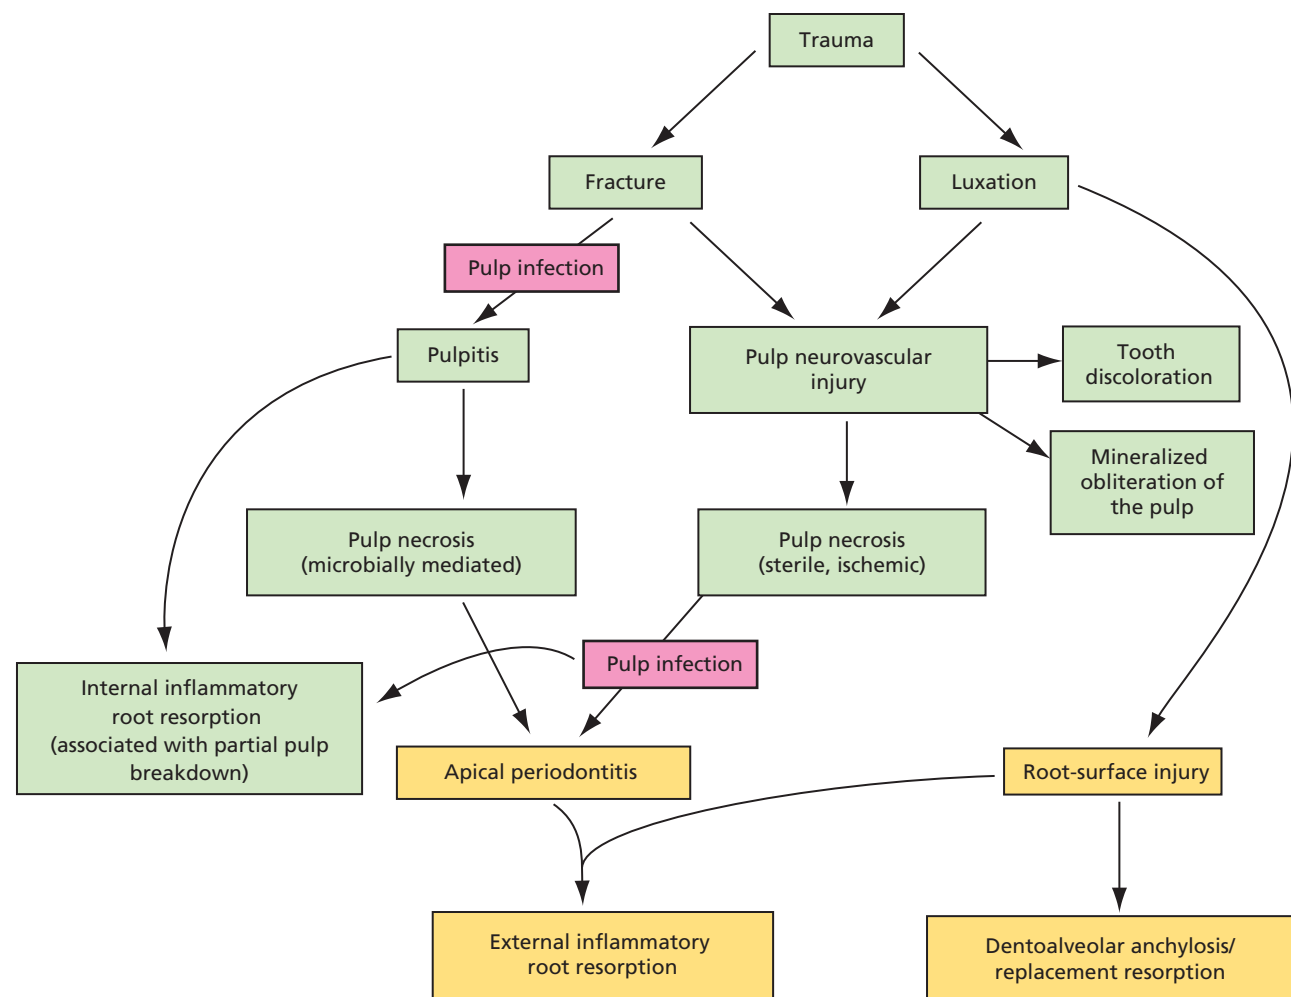 Trauma
Fracture
Luxation
Pulp infection
Pulpitis
Pulp neurovascular
injury
Tooth
discoloration
Mineralized
obliteration of
the pulp
Pulp necrosis
(microbially mediated)
Pulp necrosis
(sterile, ischemic)
Pulp infection
Internal inflammatory
root resorption
(associated with partial pulp
breakdown)
Apical periodontitis
Root-surface injury
External inflammatory
root resorption
Dentoalveolar anchylosis/
replacement resorption